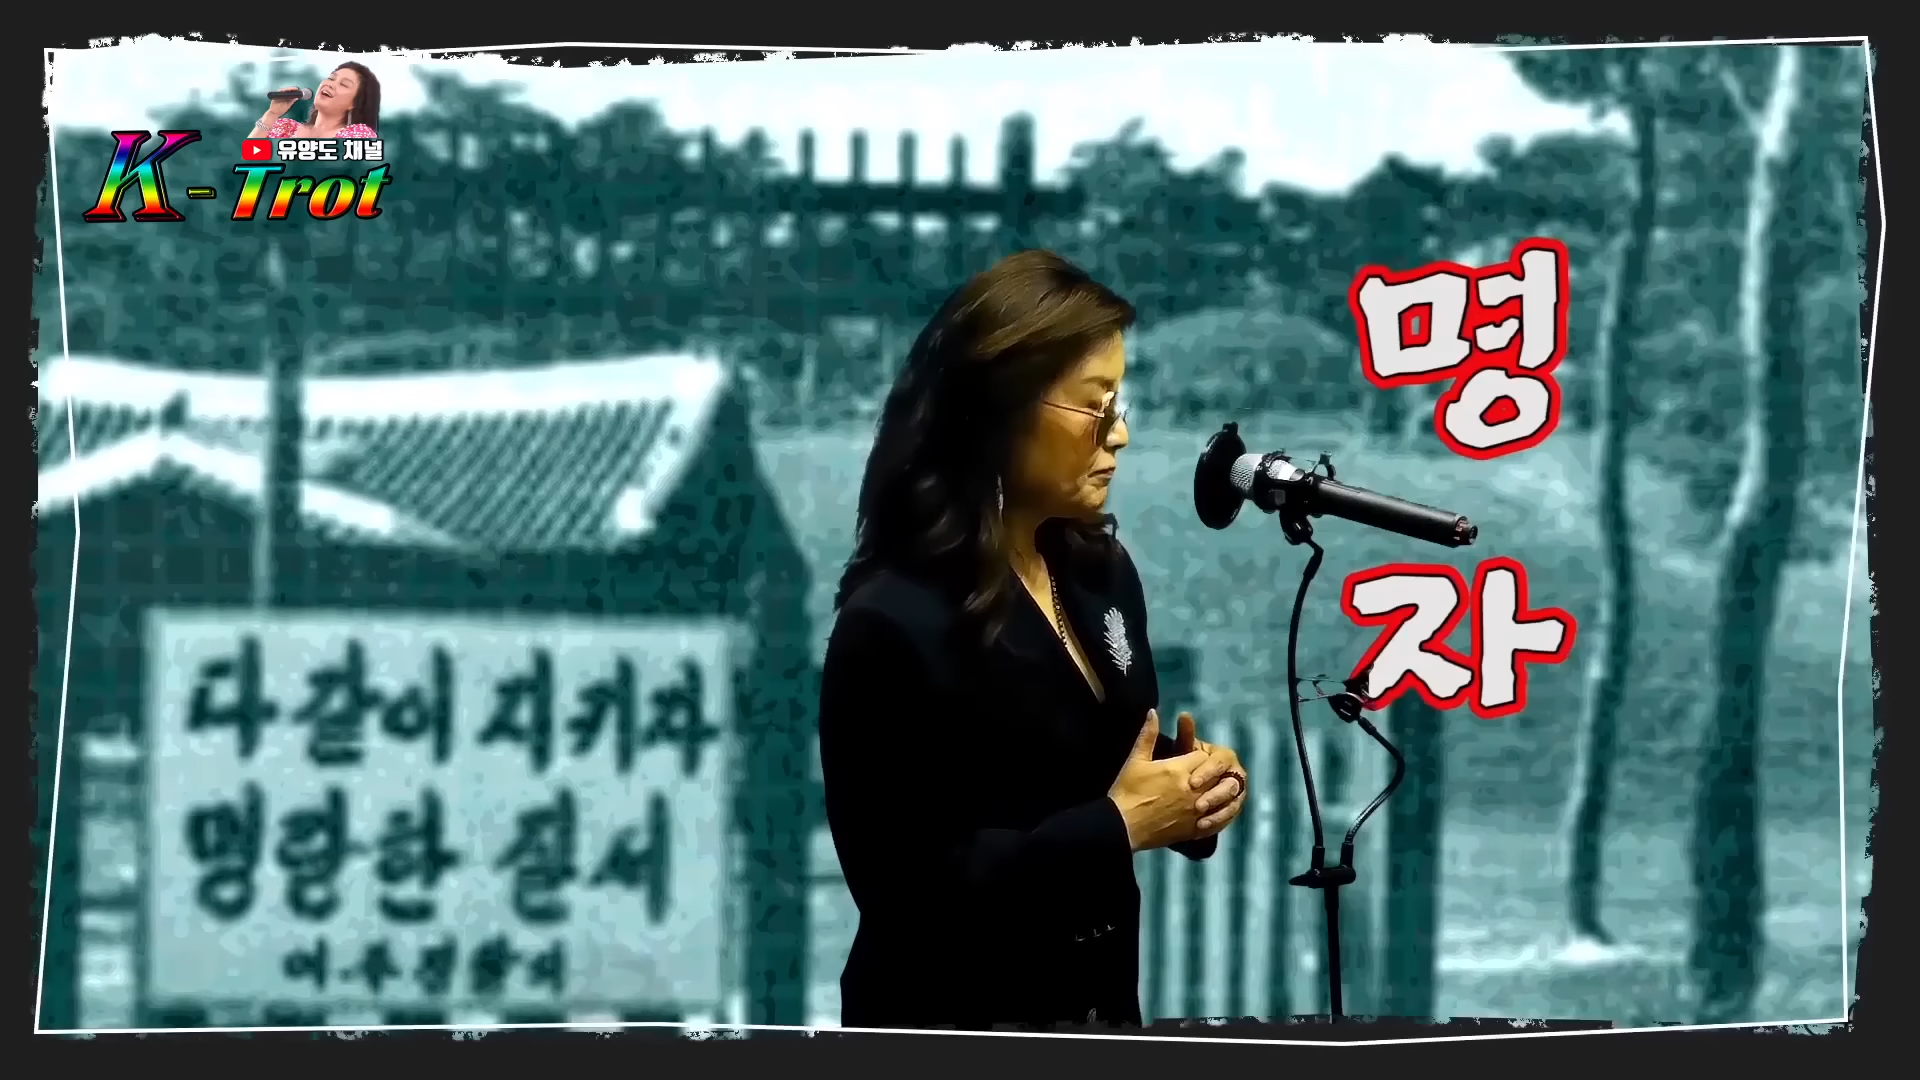 유양도 채널
K-Trot
명
자
다 같이 지키자
명랑한 질서